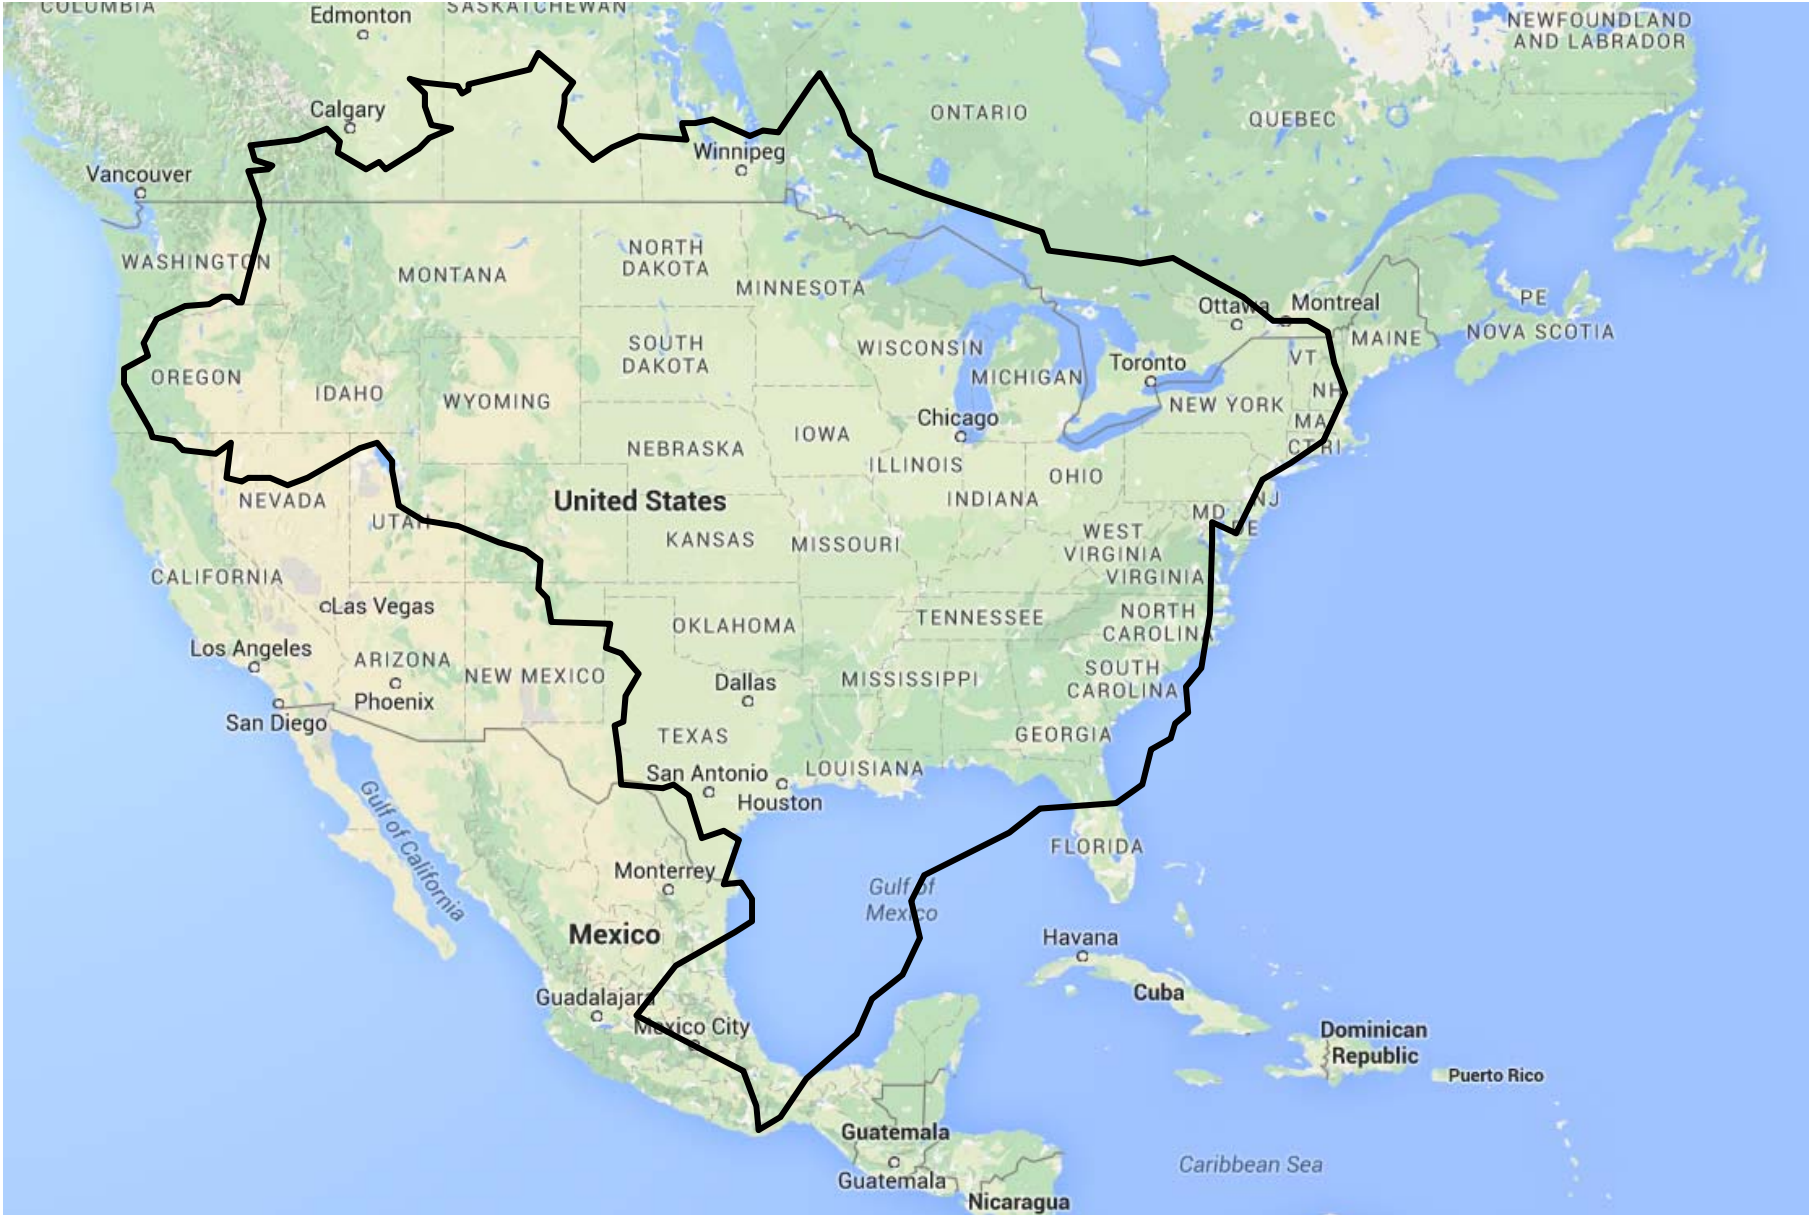 COLUMBIA
Edmonton
SASKATCHEWAN
NEWFOUNDLAND
AND LABRADOR
Calgary
ONTARIO
QUEBEC
Winnipeg
Vancouver
WASHINGTON
MONTANA
NORTH
DAKOTA
MINNESOTA
Ottawa
Montreal
PE
NOVA SCOTIA
MAINE
SOUTH
DAKOTA
WISCONSIN
MICHIGAN
Toronto
VT
NH
OREGON
IDAHO
WYOMING
NEW YORK
MA
CT
RI
Chicago
IOWA
NEBRASKA
ILLINOIS
INDIANA
OHIO
NEVADA
UTAH
United States
MD
NJ
DE
KANSAS
MISSOURI
WEST
VIRGINIA
VIRGINIA
CALIFORNIA
Las Vegas
OKLAHOMA
TENNESSEE
NORTH
CAROLINA
Los Angeles
ARIZONA
NEW MEXICO
Dallas
MISSISSIPPI
SOUTH
CAROLINA
Phoenix
San Diego
TEXAS
GEORGIA
San Antonio
LOUISIANA
Houston
Gulf of California
FLORIDA
Monterrey
Gulf of
Mexico
Mexico
Havana
Cuba
Guadalajara
Mexico City
Dominican
Republic
Puerto Rico
Guatemala
Guatemala
Caribbean Sea
Nicaragua